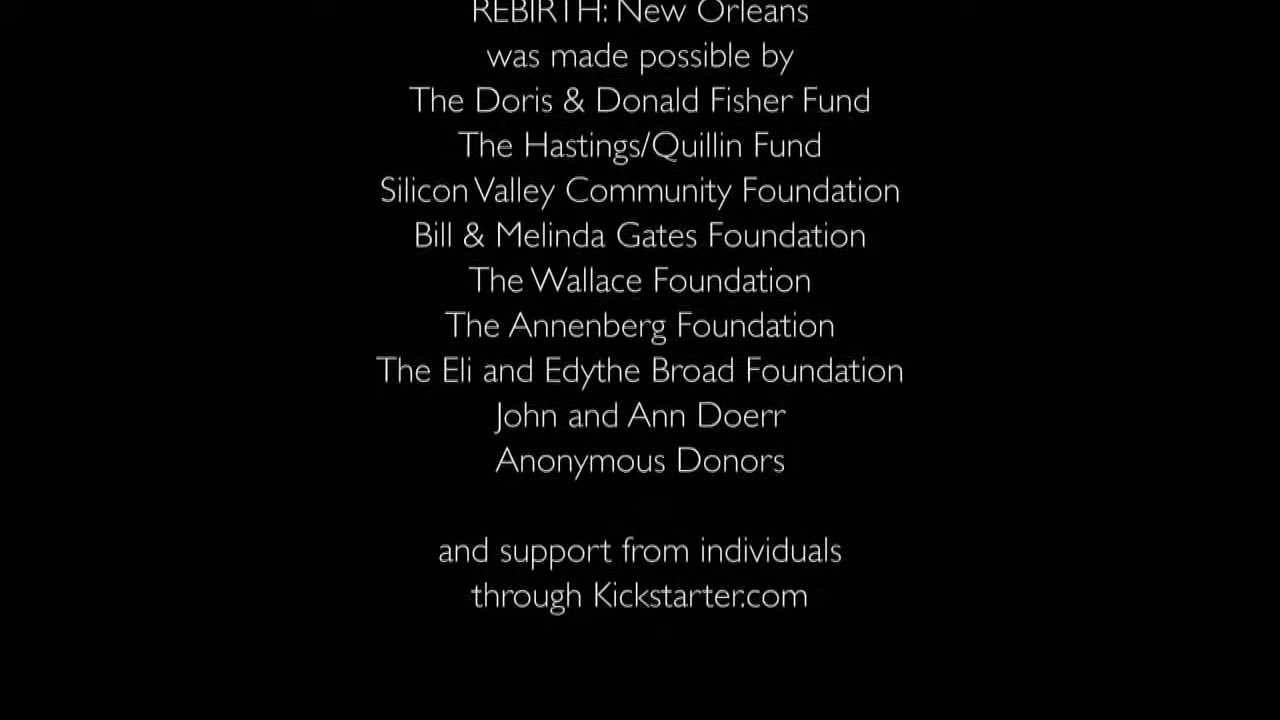 REBIRTH: New Orleans
was made possible by
The Doris & Donald Fisher Fund
The Hastings/Quillin Fund
Silicon Valley Community Foundation
Bill & Melinda Gates Foundation
The Wallace Foundation
The Annenberg Foundation
The Eli and Edythe Broad Foundation
John and Ann Doerr
Anonymous Donors
and support from individuals
through Kickstarter.com